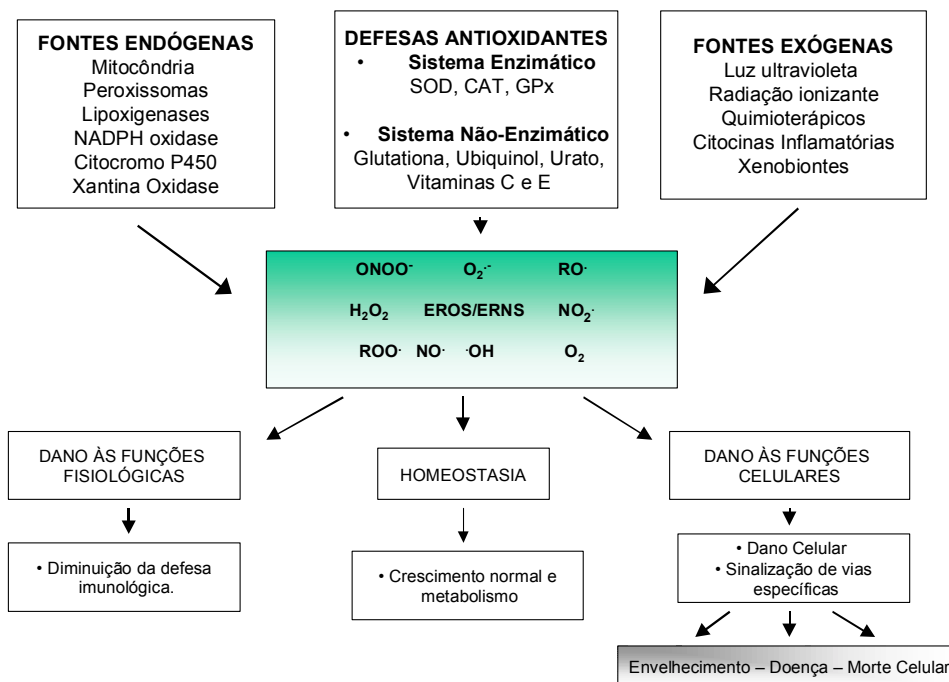 FONTES ENDÓGENAS
Mitocôndria
Peroxissomas
Lipoxigenases
NADPH oxidase
Citocromo P450
Xantina Oxidase
DEFESAS ANTIOXIDANTES
• Sistema Enzimático
SOD, CAT, GPx
• Sistema Não-Enzimático
Glutationa, Ubiquinol, Urato,
Vitaminas C e E
FONTES EXÓGENAS
Luz ultravioleta
Radiação ionizante
Quimioterápicos
Citocinas Inflamatórias
Xenobiontes
ONOO⁻ O₂·⁻ RO·
H₂O₂ EROS/ERNS NO₂·
ROO· NO· ·OH O₂
DANO ÀS FUNÇÕES
FISIOLÓGICAS
HOMEOSTASIA
DANO ÀS FUNÇÕES
CELULARES
• Diminuição da defesa
imunológica.
• Crescimento normal e
metabolismo
• Dano Celular
• Sinalização de vias
específicas
Envelhecimento – Doença – Morte Celular